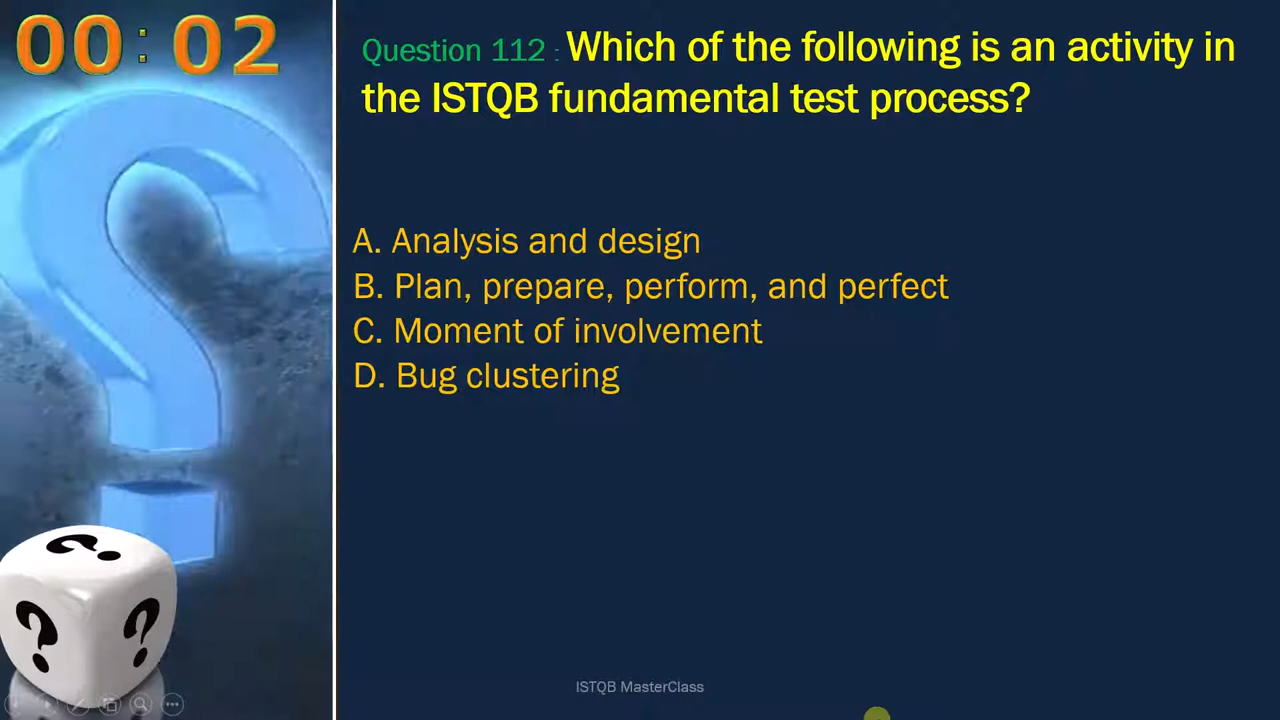 00:02
Question 112 : Which of the following is an activity in
the ISTQB fundamental test process?
A. Analysis and design
B. Plan, prepare, perform, and perfect
C. Moment of involvement
D. Bug clustering
? ? ?
ISTQB MasterClass